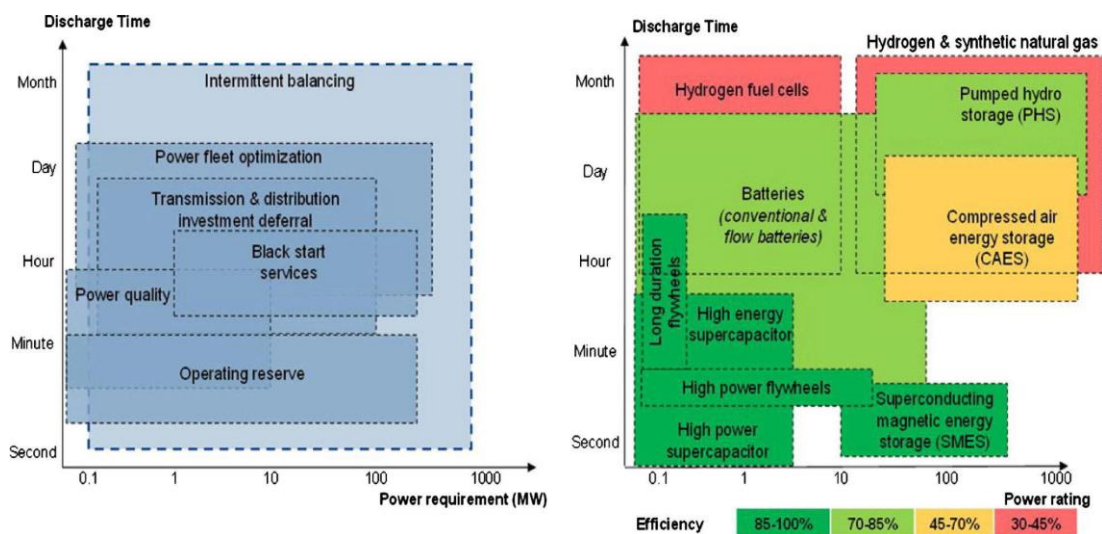 Discharge Time
Month
Day
Hour
Minute
Second
Intermittent balancing
Power fleet optimization
Transmission & distribution
investment deferral
Black start
services
Power quality
Operating reserve
0.1
1
10
100
1000
Power requirement (MW)
Discharge Time
Hydrogen & synthetic natural gas
Month
Day
Hour
Minute
Second
Hydrogen fuel cells
Pumped hydro
storage (PHS)
Batteries
(conventional &
flow batteries)
Compressed air
energy storage
(CAES)
Long duration
flywheels
High energy
supercapacitor
High power flywheels
High power
supercapacitor
Superconducting
magnetic energy
storage (SMES)
0.1
1
10
100
1000
Power rating
Efficiency
85-100%
70-85%
45-70%
30-45%